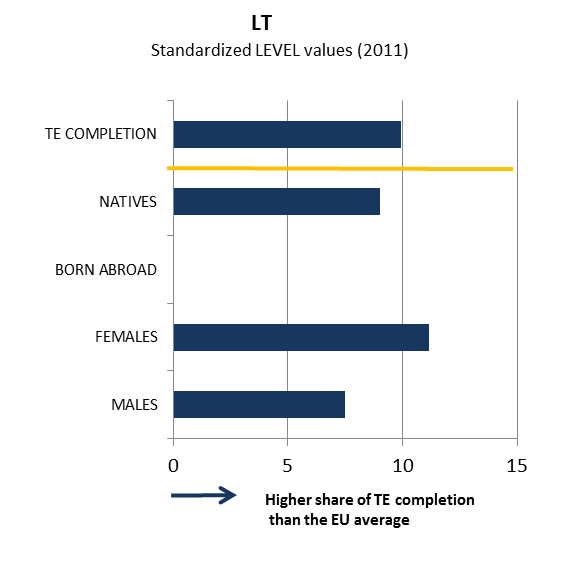 LT
Standardized LEVEL values (2011)
TE COMPLETION
NATIVES
BORN ABROAD
FEMALES
MALES
0 5 10 15
Higher share of TE completion
than the EU average